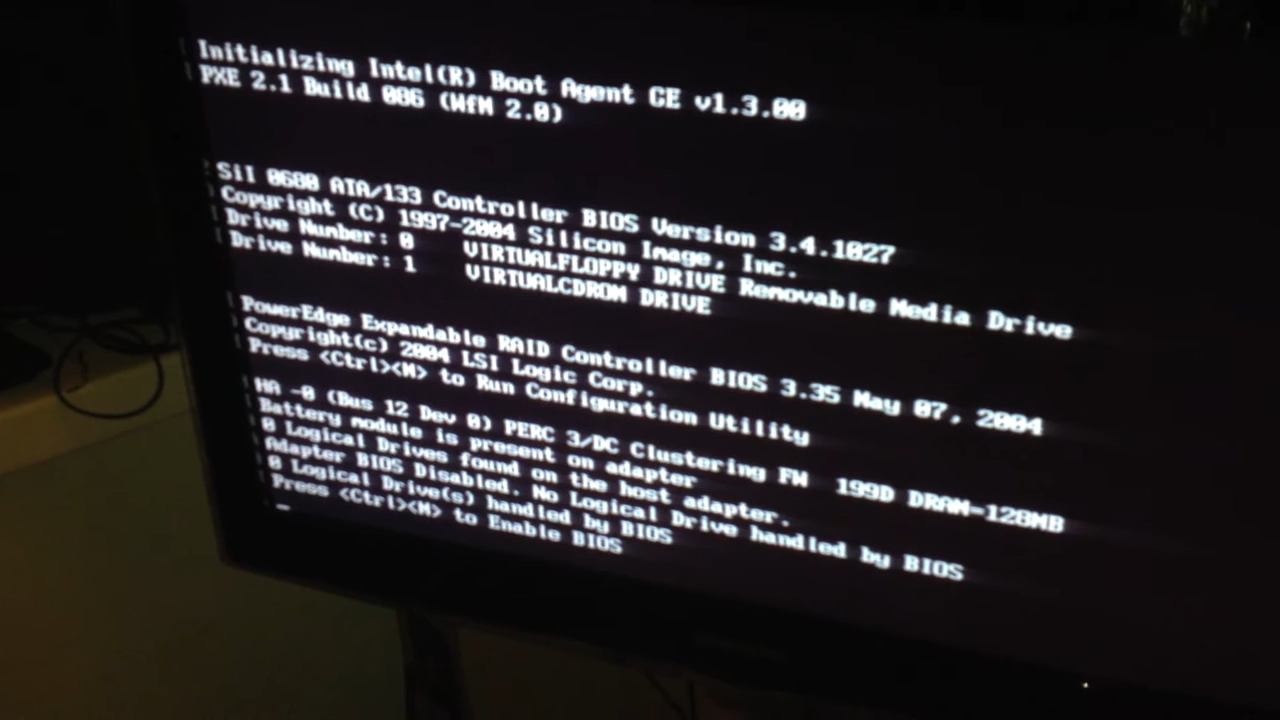 Initializing Intel(R) Boot Agent GE v1.3.00
PXE 2.1 Build 086 (WfM 2.0)
SiI 0680 ATA/133 Controller BIOS Version 3.4.1027
Copyright (C) 1997-2004 Silicon Image, Inc.
Drive Number: 0 VIRTUALFLOPPY DRIVE Removable Media Drive
Drive Number: 1 VIRTUALCDROM DRIVE
PowerEdge Expandable RAID Controller BIOS 3.35 May 07, 2004
Copyright(c) 2004 LSI Logic Corp.
Press <Ctrl><M> to Run Configuration Utility
HA -0 (Bus 12 Dev 0) PERC 3/DC Clustering FW 199D DRAM=128MB
Battery module is present on adapter
0 Logical Drives found on the host adapter.
Adapter BIOS Disabled. No Logical Drive handled by BIOS
0 Logical Drive(s) handled by BIOS
Press <Ctrl><M> to Enable BIOS